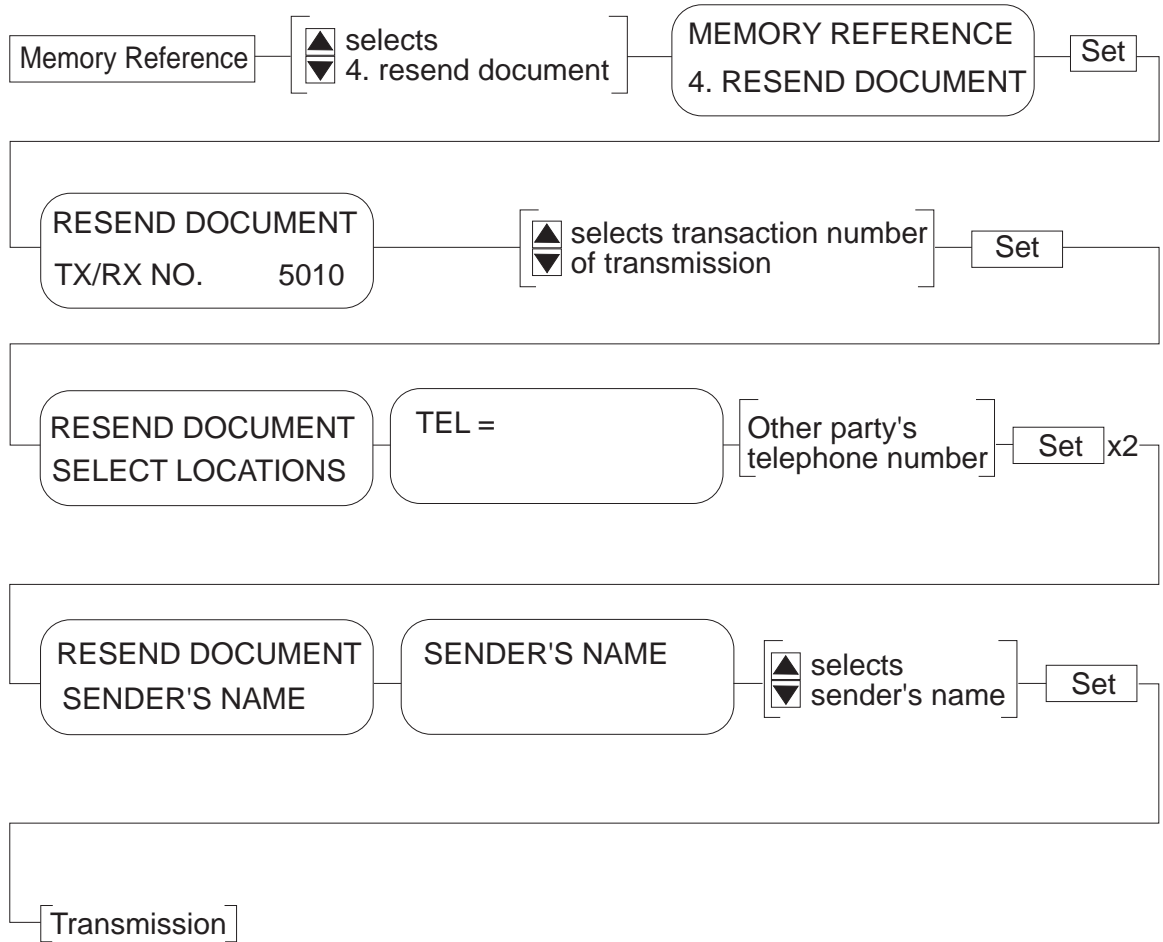 Memory Reference
▲ selects
▼ 4. resend document
MEMORY REFERENCE
4. RESEND DOCUMENT
Set
RESEND DOCUMENT
TX/RX NO. 5010
▲ selects transaction number
▼ of transmission
Set
RESEND DOCUMENT
SELECT LOCATIONS
TEL =
Other party's
telephone number
Set x2
RESEND DOCUMENT
SENDER'S NAME
SENDER'S NAME
▲ selects
▼ sender's name
Set
[Transmission]